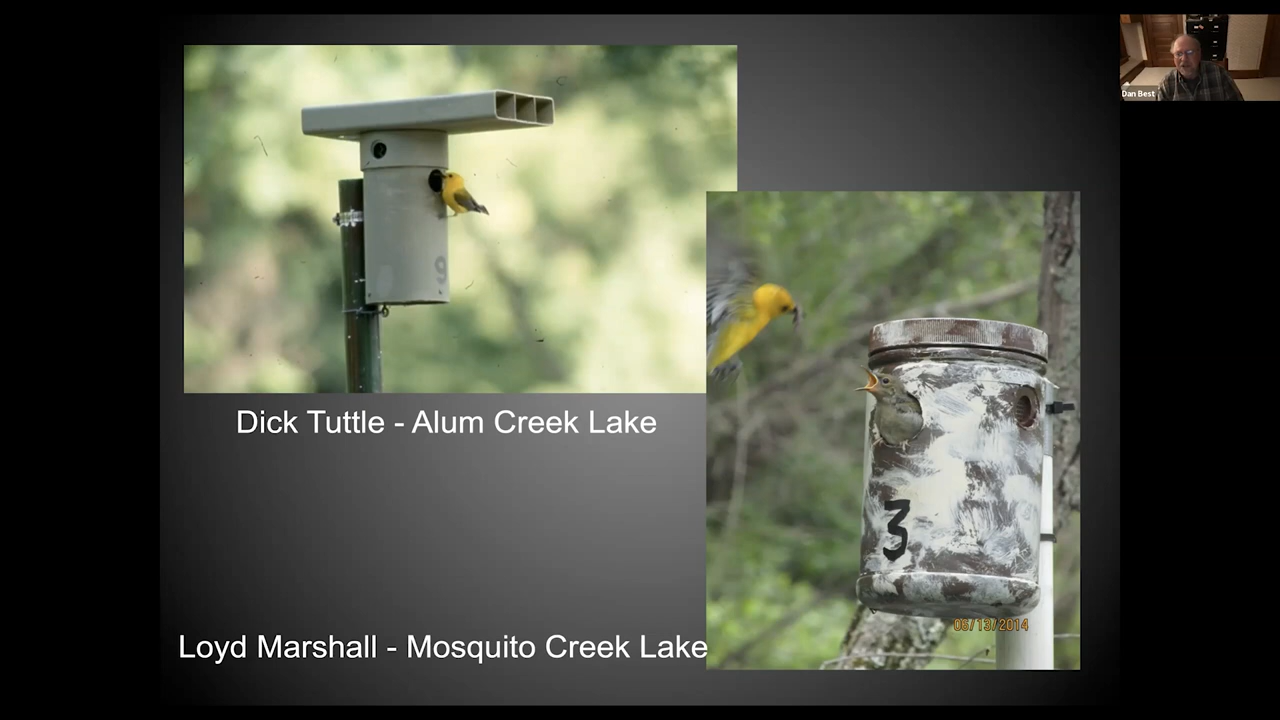 Dan Best
9
Dick Tuttle - Alum Creek Lake
3
05/13/2014
Loyd Marshall - Mosquito Creek Lake